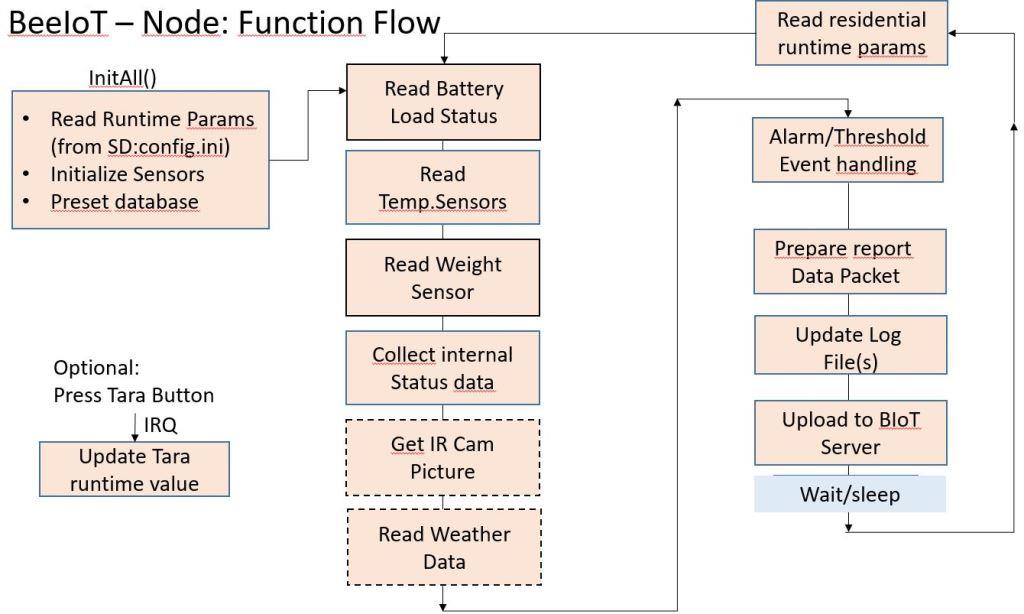 BeeIoT – Node: Function Flow
InitAll()
• Read Runtime Params
(from SD:config.ini)
• Initialize Sensors
• Preset database
Optional:
Press Tara Button
IRQ
Update Tara
runtime value
Read Battery
Load Status
Read
Temp.Sensors
Read Weight
Sensor
Collect internal
Status data
Get IR Cam
Picture
Read Weather
Data
Read residential
runtime params
Alarm/Threshold
Event handling
Prepare report
Data Packet
Update Log
File(s)
Upload to BIoT
Server
Wait/sleep